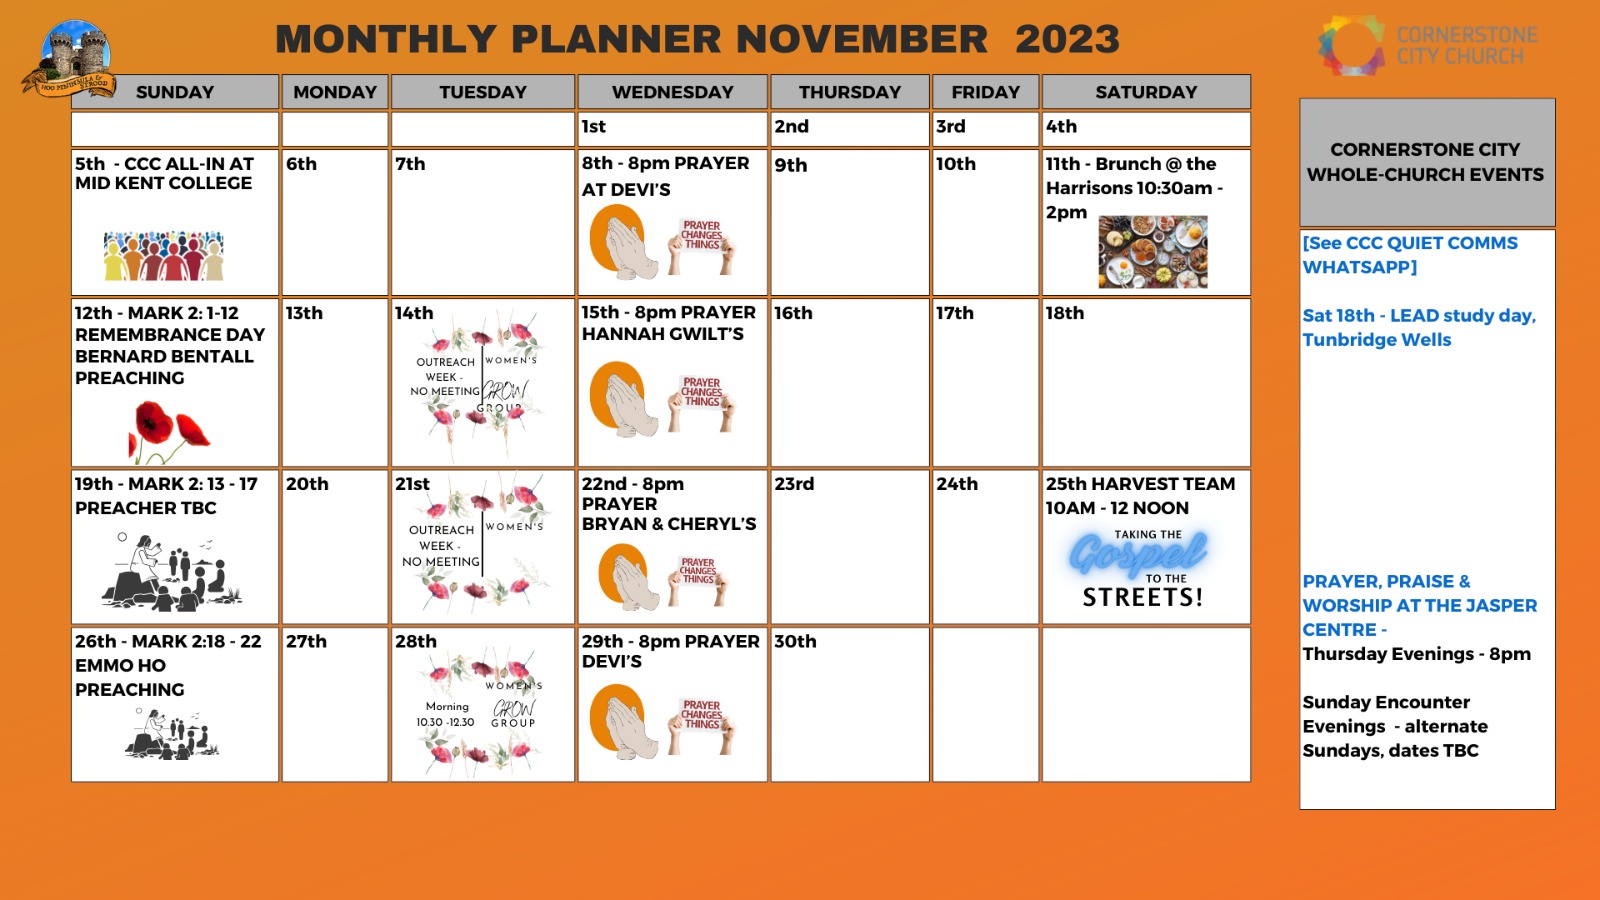 MONTHLY PLANNER NOVEMBER 2023
HOO PENINSULA &
STROOD
CORNERSTONE
CITY CHURCH
SUNDAY MONDAY TUESDAY WEDNESDAY THURSDAY FRIDAY SATURDAY
1st 2nd 3rd 4th
5th - CCC ALL-IN AT
MID KENT COLLEGE
6th
7th
8th - 8pm PRAYER
AT DEVI'S
PRAYER
CHANGES
THINGS
9th
10th
11th - Brunch @ the
Harrisons 10:30am -
2pm
12th - MARK 2: 1-12
REMEMBRANCE DAY
BERNARD BENTALL
PREACHING
13th
14th
OUTREACH
WEEK -
NO MEETING
WOMEN'S
GROW
GROUP
15th - 8pm PRAYER
HANNAH GWILT'S
PRAYER
CHANGES
THINGS
16th
17th
18th
19th - MARK 2: 13 - 17
PREACHER TBC
20th
21st
OUTREACH
WEEK -
NO MEETING
WOMEN'S
22nd - 8pm
PRAYER
BRYAN & CHERYL'S
PRAYER
CHANGES
THINGS
23rd
24th
25th HARVEST TEAM
10AM - 12 NOON
TAKING THE
Gospel
TO THE
STREETS!
26th - MARK 2:18 - 22
EMMO HO
PREACHING
27th
28th
Morning
10.30 -12.30
WOMEN'S
GROW
GROUP
29th - 8pm PRAYER
DEVI'S
PRAYER
CHANGES
THINGS
30th
CORNERSTONE CITY
WHOLE-CHURCH EVENTS
[See CCC QUIET COMMS
WHATSAPP]
Sat 18th - LEAD study day,
Tunbridge Wells
PRAYER, PRAISE &
WORSHIP AT THE JASPER
CENTRE -
Thursday Evenings - 8pm
Sunday Encounter
Evenings - alternate
Sundays, dates TBC